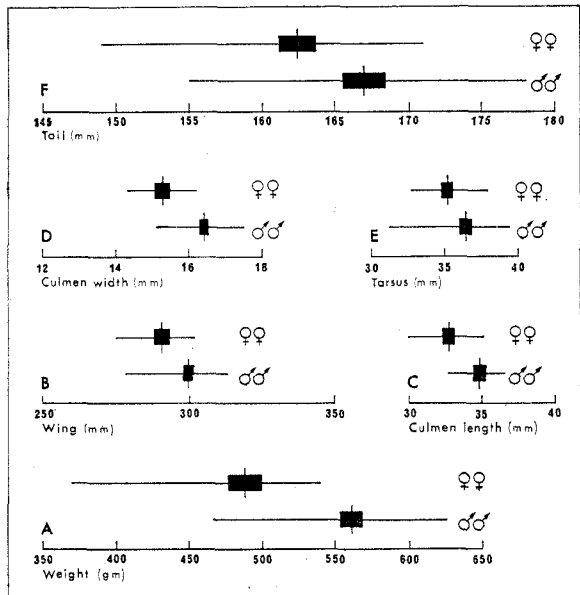 ♀♀
F ♂♂
145 150 155 160 165 170 175 180
Tail (mm)
♀♀ ♀♀
D ♂♂ E ♂♂
12 14 16 18 30 35 40
Culmen width (mm) Tarsus (mm)
♀♀ ♀♀
B ♂♂ C ♂♂
250 300 350 30 35 40
Wing (mm) Culmen length (mm)
♀♀
A ♂♂
350 400 450 500 550 600 650
Weight (gm)